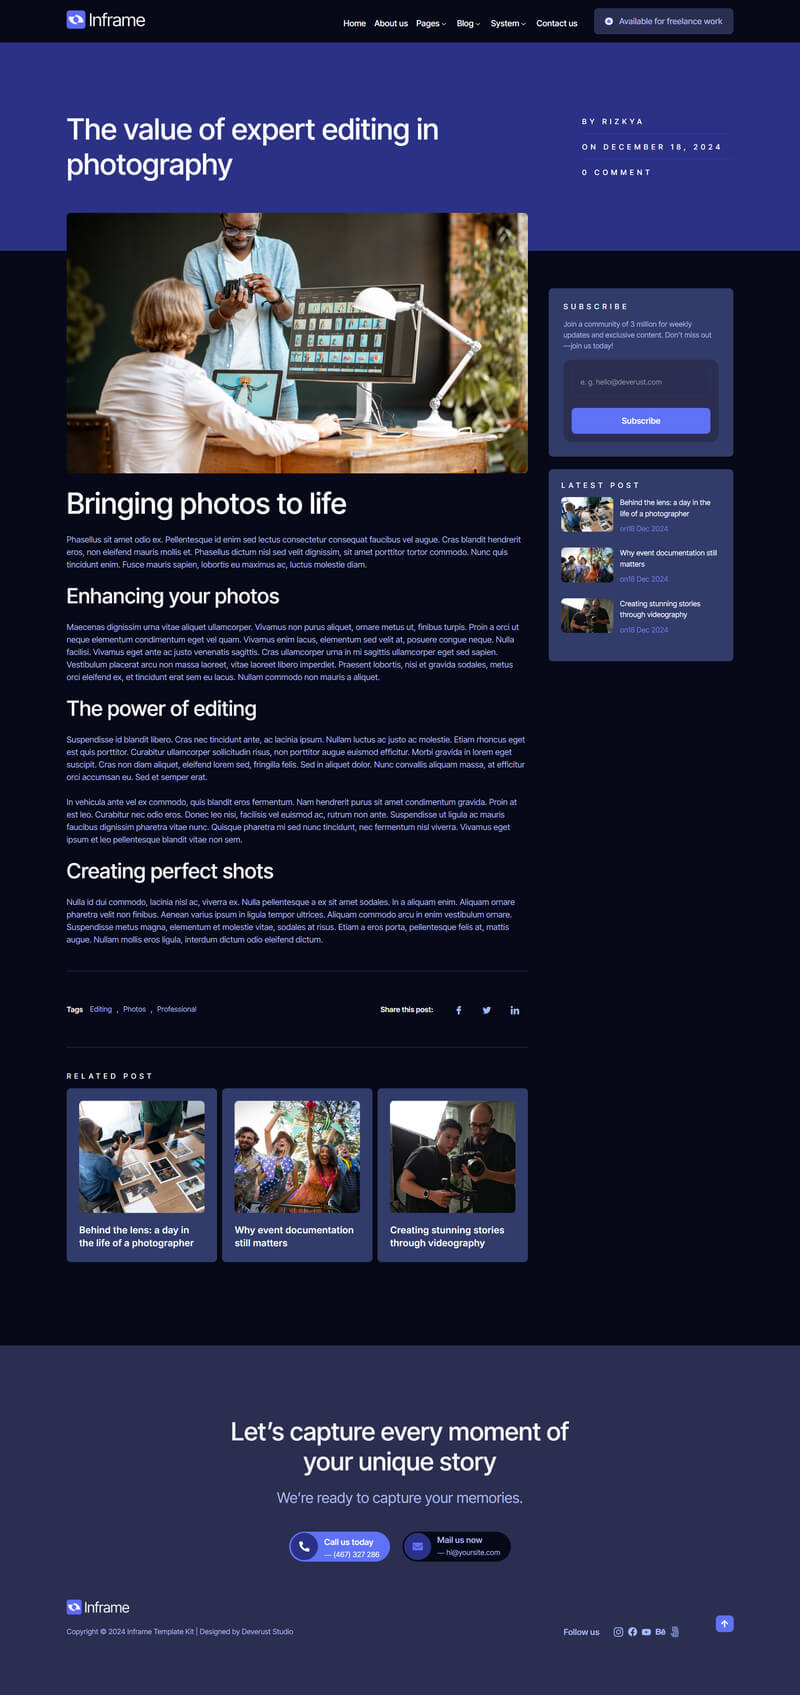 Inframe
Home
About us
Pages
Blog
System
Contact us
Available for freelance work
The value of expert editing in
photography
BY RIZKYA
ON DECEMBER 18, 2024
0 COMMENT
SUBSCRIBE
Join a community of 3 million for weekly
updates and exclusive content. Don't miss out
—join us today!
e. g. hello@deverust.com
Subscribe
LATEST POST
Behind the lens: a day in the
life of a photographer
on18 Dec 2024
Why event documentation still
matters
on18 Dec 2024
Creating stunning stories
through videography
on18 Dec 2024
Bringing photos to life
Phasellus sit amet odio ex. Pellentesque id enim sed lectus consectetur consequat faucibus vel augue. Cras blandit hendrerit
eros, non eleifend mauris mollis et. Phasellus dictum nisl sed velit dignissim, sit amet porttitor tortor commodo. Nunc quis
tincidunt enim. Fusce mauris sapien, lobortis eu maximus ac, luctus molestie diam.
Enhancing your photos
Maecenas dignissim urna vitae aliquet ullamcorper. Vivamus non purus aliquet, ornare metus ut, finibus turpis. Proin a orci ut
neque elementum condimentum eget vel quam. Vivamus enim lacus, elementum sed velit at, posuere congue neque. Nulla
facilisi. Vivamus eget ante ac justo venenatis sagittis. Cras ullamcorper urna in mi sagittis ullamcorper eget sed sapien.
Vestibulum placerat arcu non massa laoreet, vitae laoreet libero imperdiet. Praesent lobortis, nisi et gravida sodales, metus
orci eleifend ex, et tincidunt erat sem eu lacus. Nullam commodo non mauris a aliquet.
The power of editing
Suspendisse id blandit libero. Cras nec tincidunt ante, ac lacinia ipsum. Nullam luctus ac justo ac molestie. Etiam rhoncus eget
est quis porttitor. Curabitur ullamcorper sollicitudin risus, non porttitor augue euismod efficitur. Morbi gravida in lorem eget
suscipit. Cras non diam aliquet, eleifend lorem sed, fringilla felis. Sed in aliquet dolor. Nunc convallis aliquam massa, at efficitur
orci accumsan eu. Sed et semper erat.
In vehicula ante vel ex commodo, quis blandit eros fermentum. Nam hendrerit purus sit amet condimentum gravida. Proin at
est leo. Curabitur nec odio eros. Donec leo nisi, facilisis vel euismod ac, rutrum non ante. Suspendisse ut ligula ac mauris
faucibus dignissim pharetra vitae nunc. Quisque pharetra mi sed nunc tincidunt, nec fermentum nisl viverra. Vivamus eget
ipsum et leo pellentesque blandit vitae non sem.
Creating perfect shots
Nulla id dui commodo, lacinia nisl ac, viverra ex. Nulla pellentesque a ex sit amet sodales. In a aliquam enim. Aliquam ornare
pharetra velit non finibus. Aenean varius ipsum in ligula tempor ultrices. Aliquam commodo arcu in enim vestibulum ornare.
Suspendisse metus magna, elementum et molestie vitae, sodales at risus. Etiam a eros porta, pellentesque felis at, mattis
augue. Nullam mollis eros ligula, interdum dictum odio eleifend dictum.
Tags Editing , Photos , Professional
Share this post:
RELATED POST
Behind the lens: a day in
the life of a photographer
Why event documentation
still matters
Creating stunning stories
through videography
Let's capture every moment of
your unique story
We're ready to capture your memories.
Call us today
— (467) 327 286
Mail us now
— hi@yoursite.com
Inframe
Copyright © 2024 Inframe Template Kit | Designed by Deverust Studio
Follow us